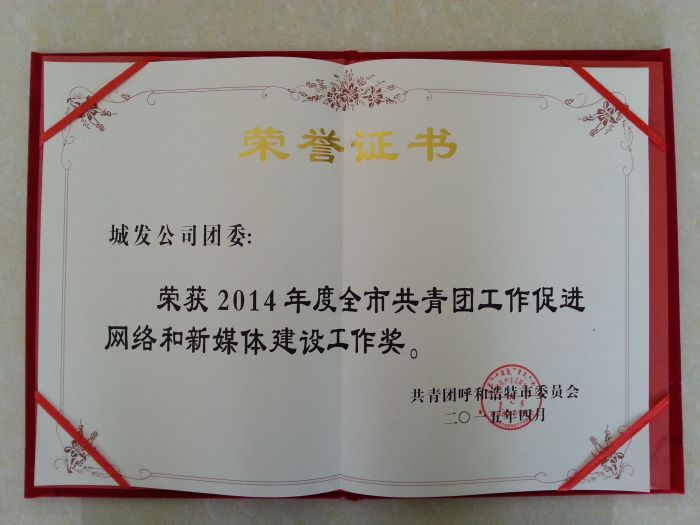 荣誉证书
城发公司团委:
荣获2014年度全市共青团工作促进
网络和新媒体建设工作奖。
共青团呼和浩特市委员会
二〇一五年四月